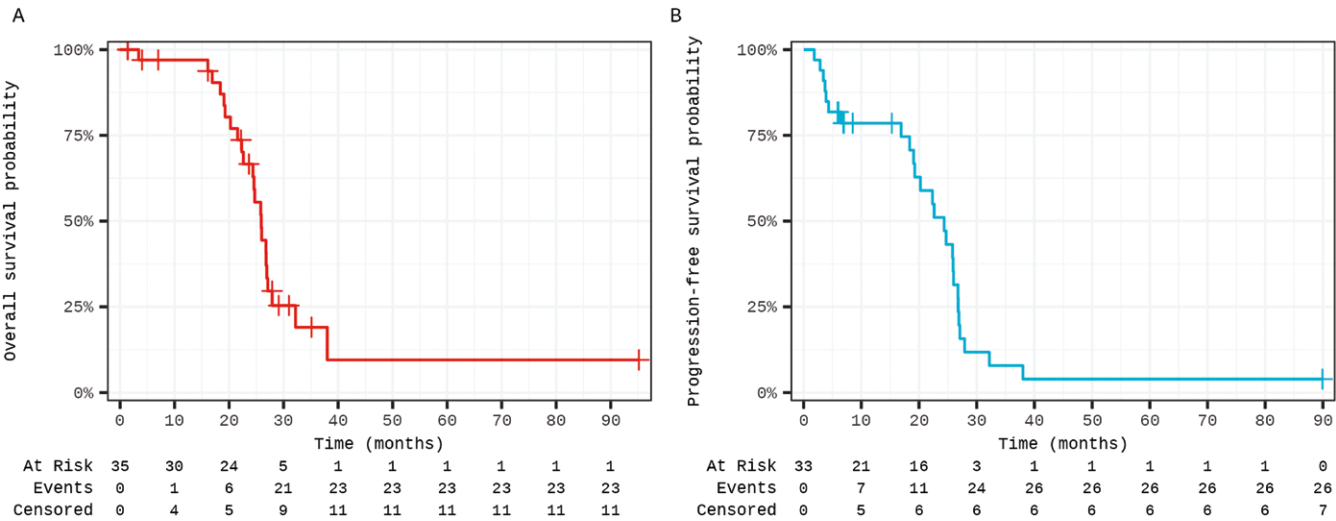 A
Overall survival probability
100%
75%
50%
25%
0%
0 10 20 30 40 50 60 70 80 90
Time (months)
At Risk 35 30 24 5 1 1 1 1 1 1
Events 0 1 6 21 23 23 23 23 23 23
Censored 0 4 5 9 11 11 11 11 11 11
B
Progression-free survival probability
100%
75%
50%
25%
0%
0 10 20 30 40 50 60 70 80 90
Time (months)
At Risk 33 21 16 3 1 1 1 1 1 0
Events 0 7 11 24 26 26 26 26 26 26
Censored 0 5 6 6 6 6 6 6 6 7